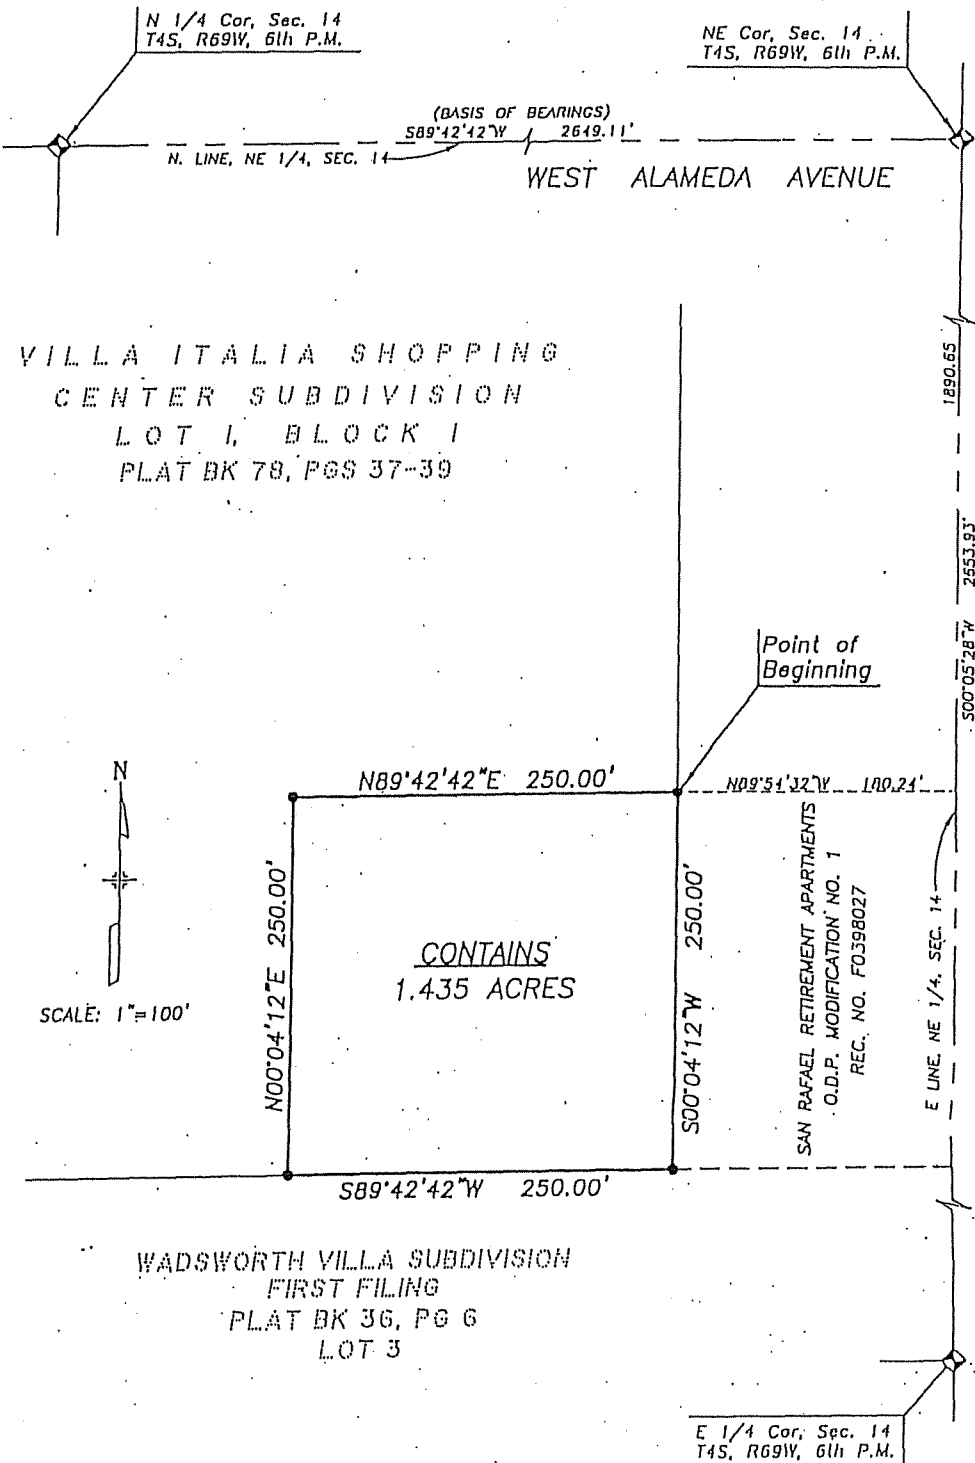 N 1/4 Cor, Sec. 14
T4S, R69W, 6th P.M.
NE Cor, Sec. 14
T4S, R69W, 6th P.M.
(BASIS OF BEARINGS)
S89°42'42"W 2649.11'
N. LINE, NE 1/4, SEC. 14
WEST ALAMEDA AVENUE
VILLA ITALIA SHOPPING
CENTER SUBDIVISION
LOT 1, BLOCK 1
PLAT BK 78, PGS 37-39
1890.65
S00°05'28"W 2553.93'
Point of
Beginning
N
SCALE: 1"=100'
N89°42'42"E 250.00'
N89°54'32"W 180.24'
N00°04'12"E 250.00'
CONTAINS
1.435 ACRES
S00°04'12"W 250.00'
SAN RAFAEL RETIREMENT APARTMENTS
O.D.P. MODIFICATION NO. 1
REC. NO. F0398027
E LINE, NE 1/4, SEC. 14
S89°42'42"W 250.00'
WADSWORTH VILLA SUBDIVISION
FIRST FILING
PLAT BK 36, PG 6
LOT 3
E 1/4 Cor, Sec. 14
T4S, R69W, 6th P.M.